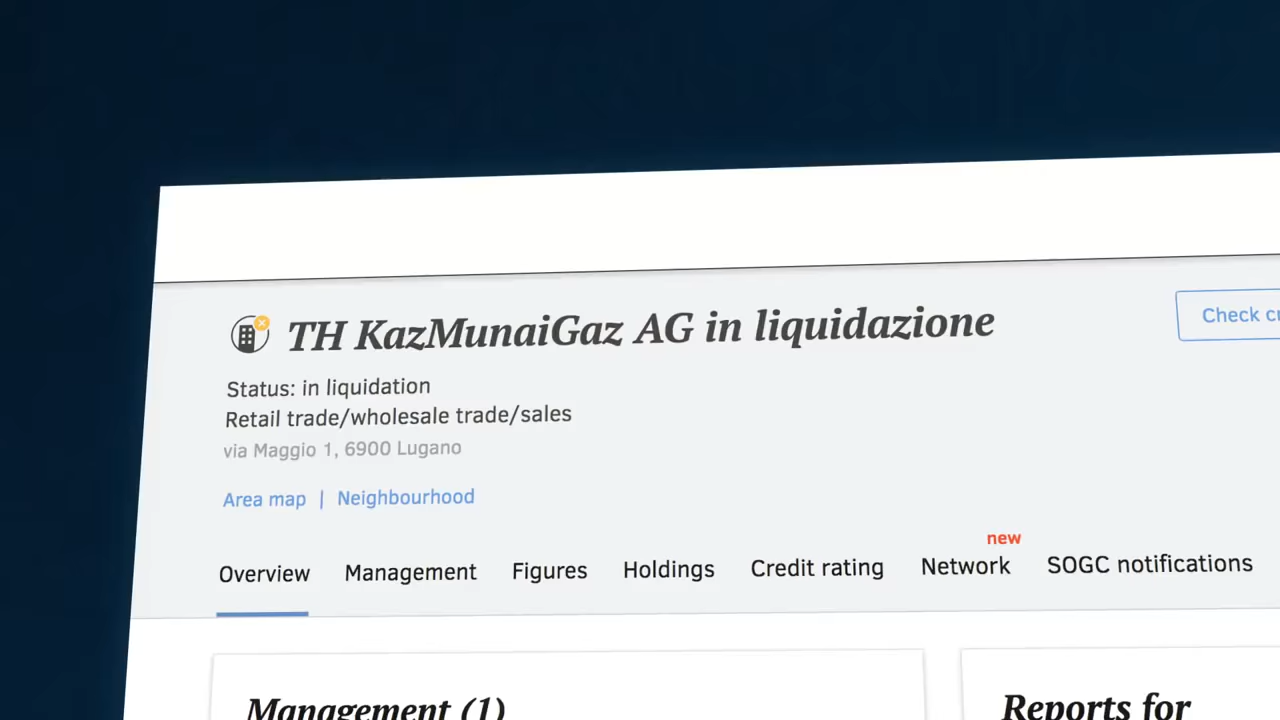 TH KazMunaiGaz AG in liquidazione
Check
Status: in liquidation
Retail trade/wholesale trade/sales
via Maggio 1, 6900 Lugano
Area map | Neighbourhood
new
Overview Management Figures Holdings Credit rating Network SOGC notifications
Management (1)
Reports for